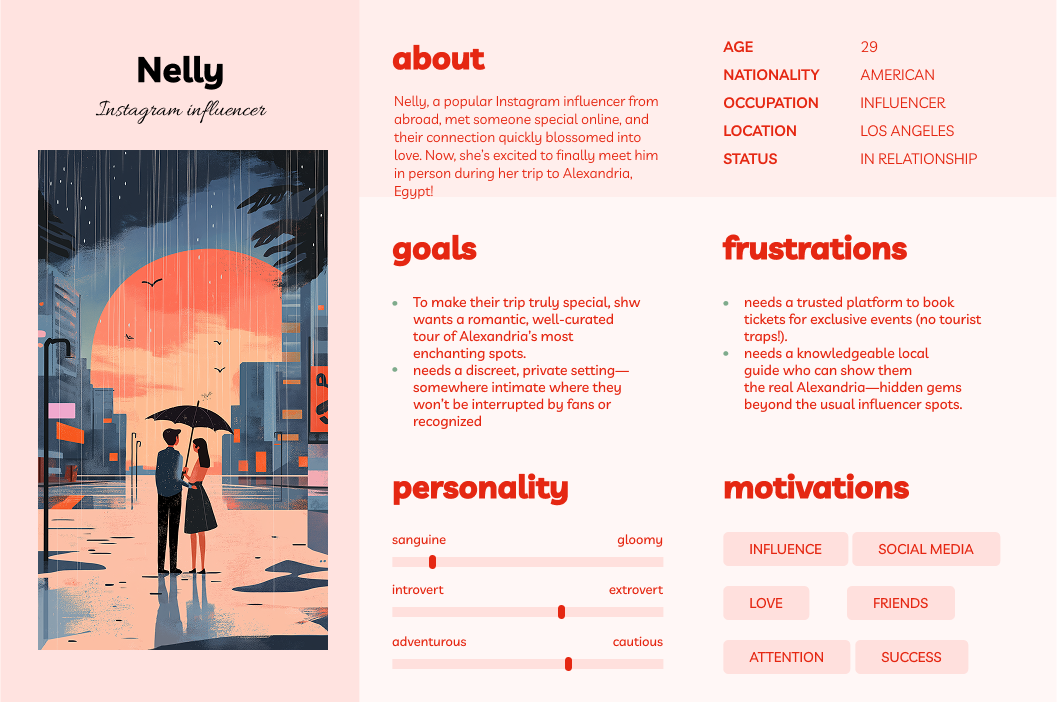 Nelly
Instagram influencer
about
Nelly, a popular Instagram influencer from
abroad, met someone special online, and
their connection quickly blossomed into
love. Now, she's excited to finally meet him
in person during her trip to Alexandria,
Egypt!
AGE 29
NATIONALITY AMERICAN
OCCUPATION INFLUENCER
LOCATION LOS ANGELES
STATUS IN RELATIONSHIP
goals
• To make their trip truly special, shw
wants a romantic, well-curated
tour of Alexandria's most
enchanting spots.
• needs a discreet, private setting—
somewhere intimate where they
won't be interrupted by fans or
recognized
frustrations
• needs a trusted platform to book
tickets for exclusive events (no tourist
traps!).
• needs a knowledgeable local
guide who can show them
the real Alexandria—hidden gems
beyond the usual influencer spots.
personality
sanguine gloomy
introvert extrovert
adventurous cautious
motivations
INFLUENCE SOCIAL MEDIA
LOVE FRIENDS
ATTENTION SUCCESS